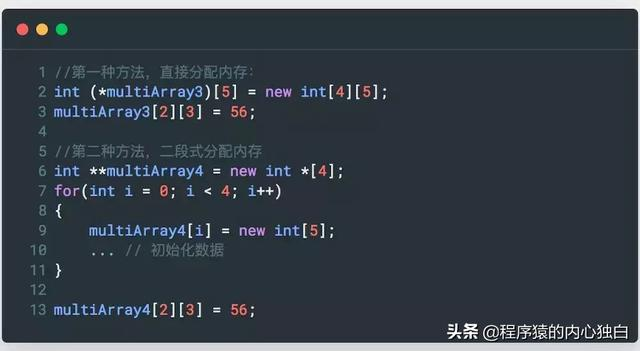 1 //第一种方法，直接分配内存：
2 int (*multiArray3)[5] = new int[4][5];
3 multiArray3[2][3] = 56;
4
5 //第二种方法，二段式分配内存
6 int **multiArray4 = new int *[4];
7 for(int i = 0; i < 4; i++)
8 {
9     multiArray4[i] = new int[5];
10     ... // 初始化数据
11 }
12
13 multiArray4[2][3] = 56;
头条 @程序猿的内心独白